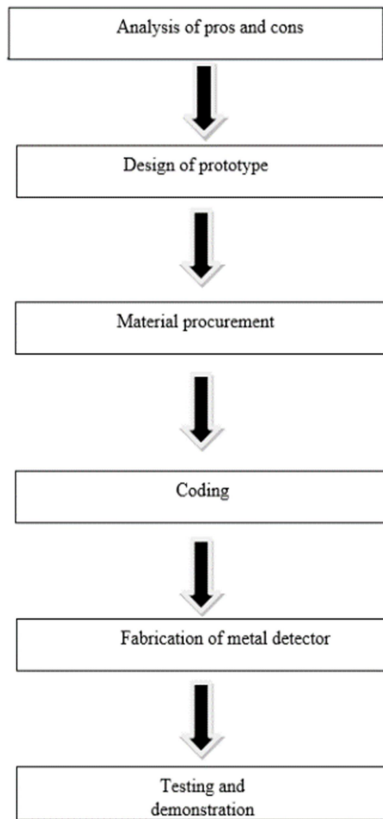 Analysis of pros and cons
Design of prototype
Material procurement
Coding
Fabrication of metal detector
Testing and
demonstration